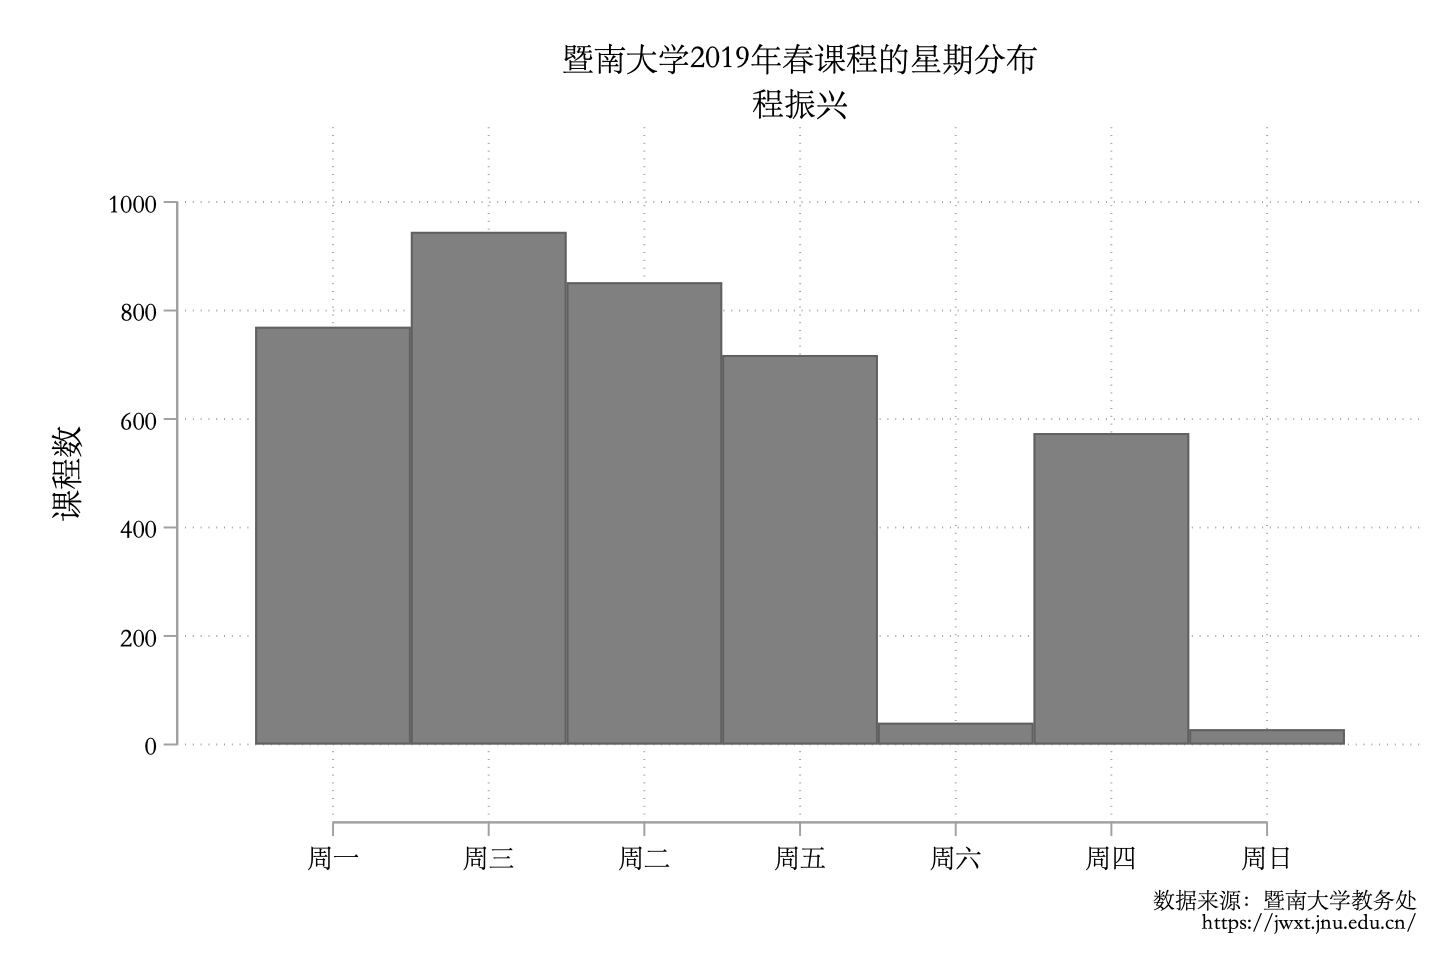 暨南大学2019年春课程的星期分布
程振兴
课程数
1000
800
600
400
200
0
周一 周三 周二 周五 周六 周四 周日
数据来源：暨南大学教务处
https://jwxt.jnu.edu.cn/